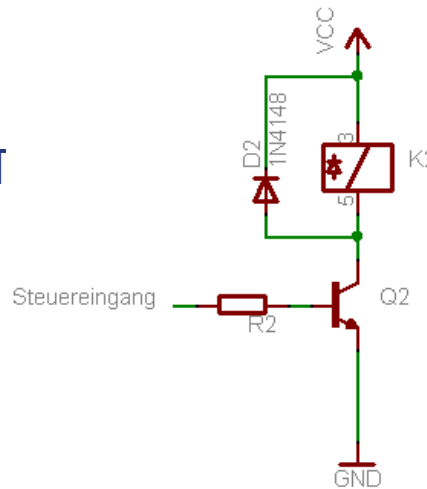 VCC
D2
1N4148
3
5
Steuereingang
R2
Q2
GND